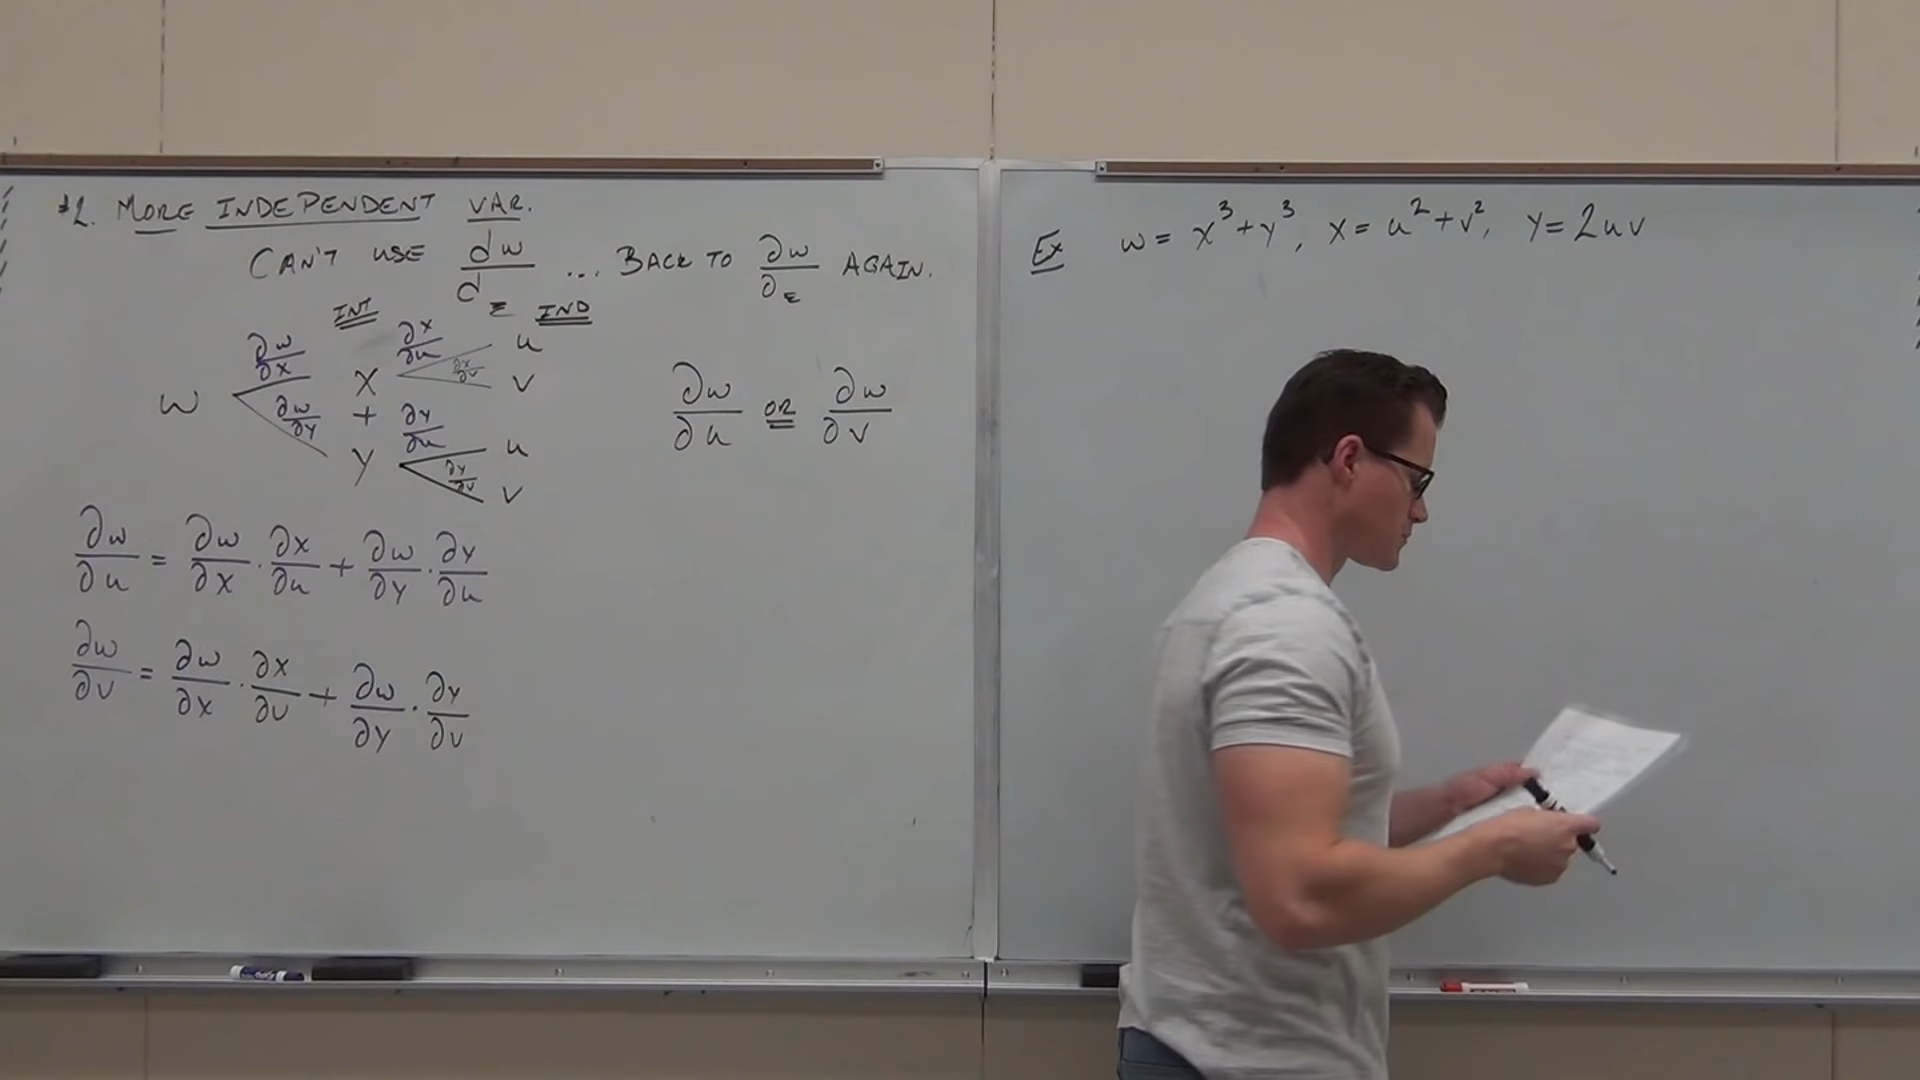 #2. MORE INDEPENDENT VAR.
CAN'T USE dw/d_ ... BACK TO ∂w/∂_ AGAIN.
INT IND
∂w/∂x ∂x/∂u u
w x ∂x/∂v v
∂w/∂y + ∂y/∂u u
y ∂y/∂v v
∂w/∂u OR ∂w/∂v
∂w/∂u = ∂w/∂x · ∂x/∂u + ∂w/∂y · ∂y/∂u
∂w/∂v = ∂w/∂x · ∂x/∂v + ∂w/∂y · ∂y/∂v
Ex w = x³+y³, x = u²+v², y = 2uv